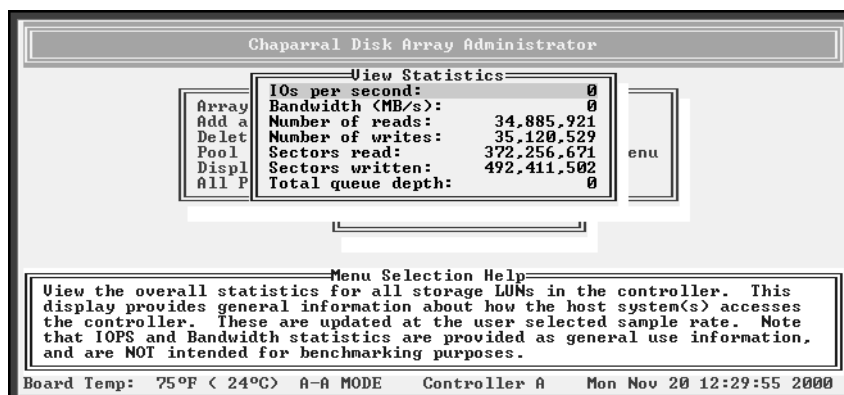 Chaparral Disk Array Administrator
View Statistics
IOs per second: 0
Bandwidth (MB/s): 0
Number of reads: 34,885,921
Number of writes: 35,120,529
Sectors read: 372,256,671
Sectors written: 492,411,502
Total queue depth: 0
Array
Add a
Delet
Pool
Displ
All P
enu
Menu Selection Help
View the overall statistics for all storage LUNs in the controller. This
display provides general information about how the host system(s) accesses
the controller. These are updated at the user selected sample rate. Note
that IOPS and Bandwidth statistics are provided as general use information,
and are NOT intended for benchmarking purposes.
Board Temp: 75ºF ( 24ºC) A-A MODE Controller A Mon Nov 20 12:29:55 2000